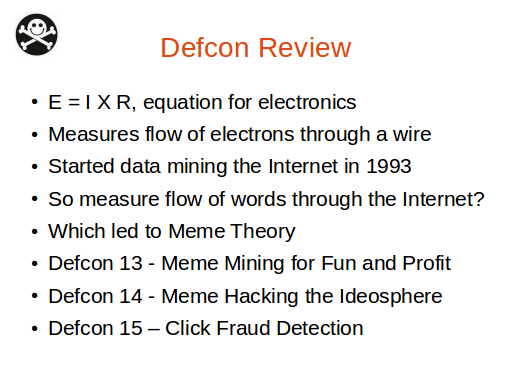 Defcon Review
• E = I X R, equation for electronics
• Measures flow of electrons through a wire
• Started data mining the Internet in 1993
• So measure flow of words through the Internet?
• Which led to Meme Theory
• Defcon 13 - Meme Mining for Fun and Profit
• Defcon 14 - Meme Hacking the Ideosphere
• Defcon 15 – Click Fraud Detection